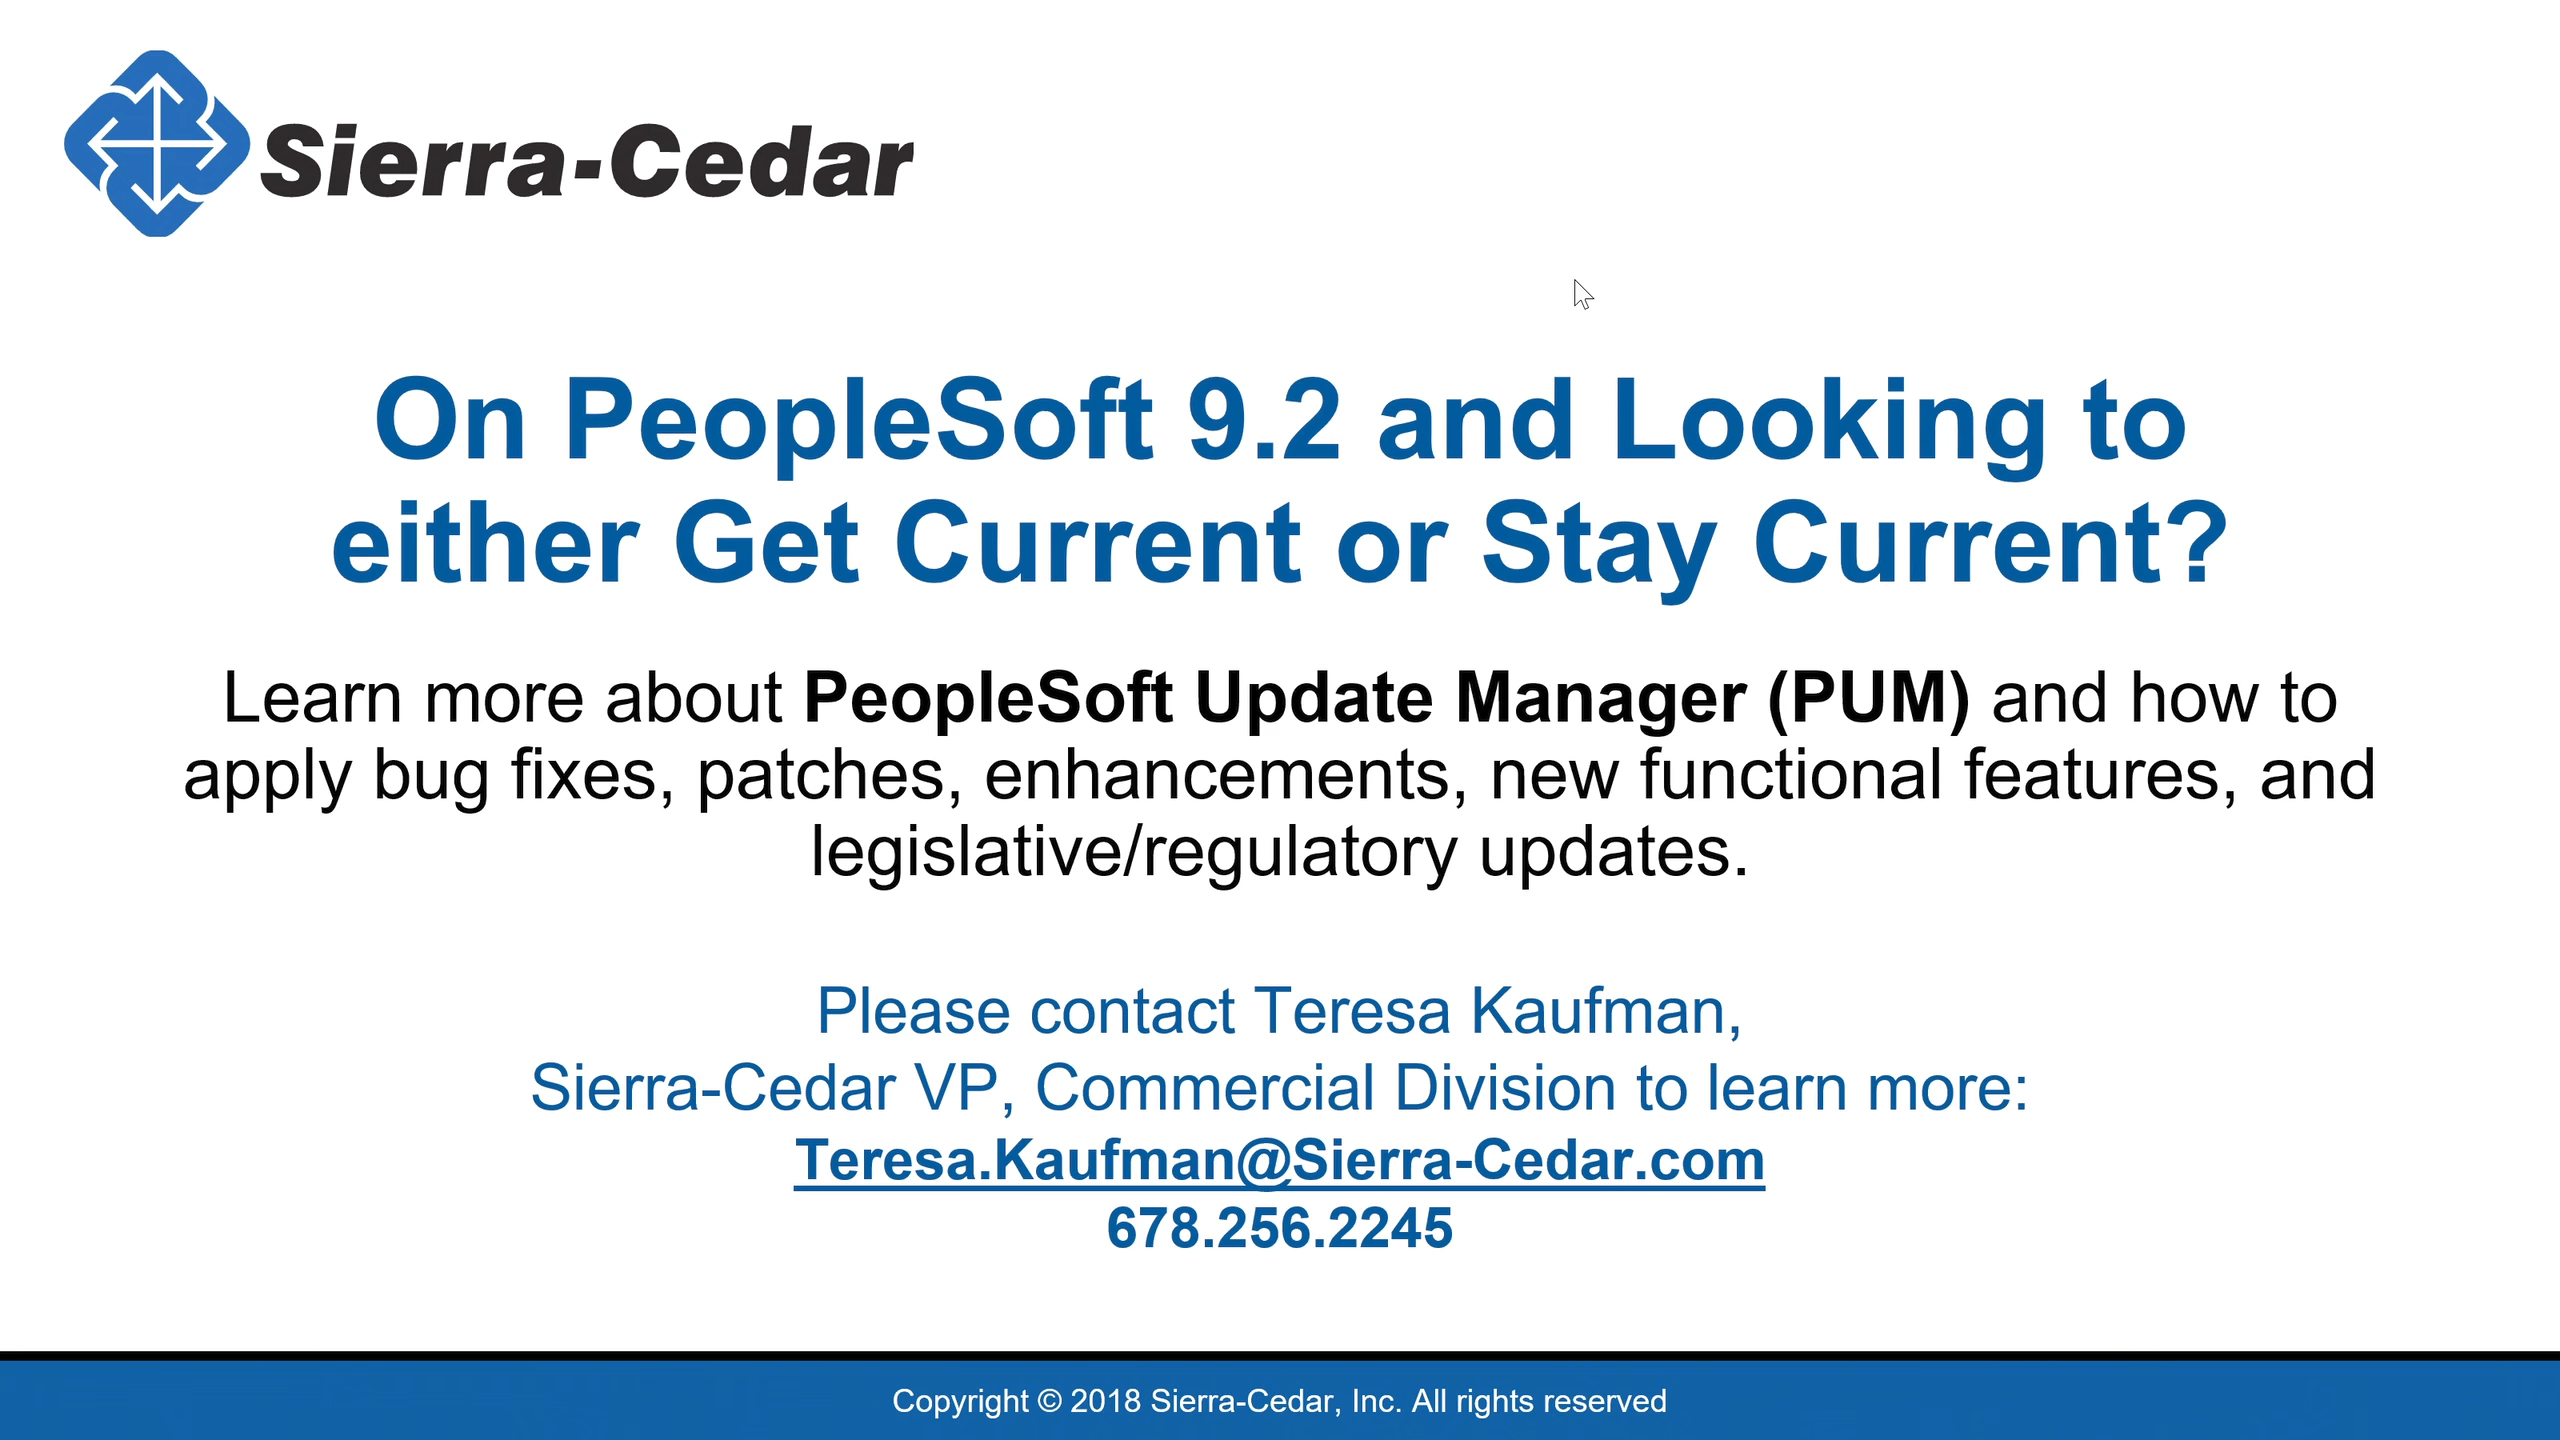 Sierra-Cedar
On PeopleSoft 9.2 and Looking to
either Get Current or Stay Current?
Learn more about PeopleSoft Update Manager (PUM) and how to
apply bug fixes, patches, enhancements, new functional features, and
legislative/regulatory updates.
Please contact Teresa Kaufman,
Sierra-Cedar VP, Commercial Division to learn more:
Teresa.Kaufman@Sierra-Cedar.com
678.256.2245
Copyright © 2018 Sierra-Cedar, Inc. All rights reserved